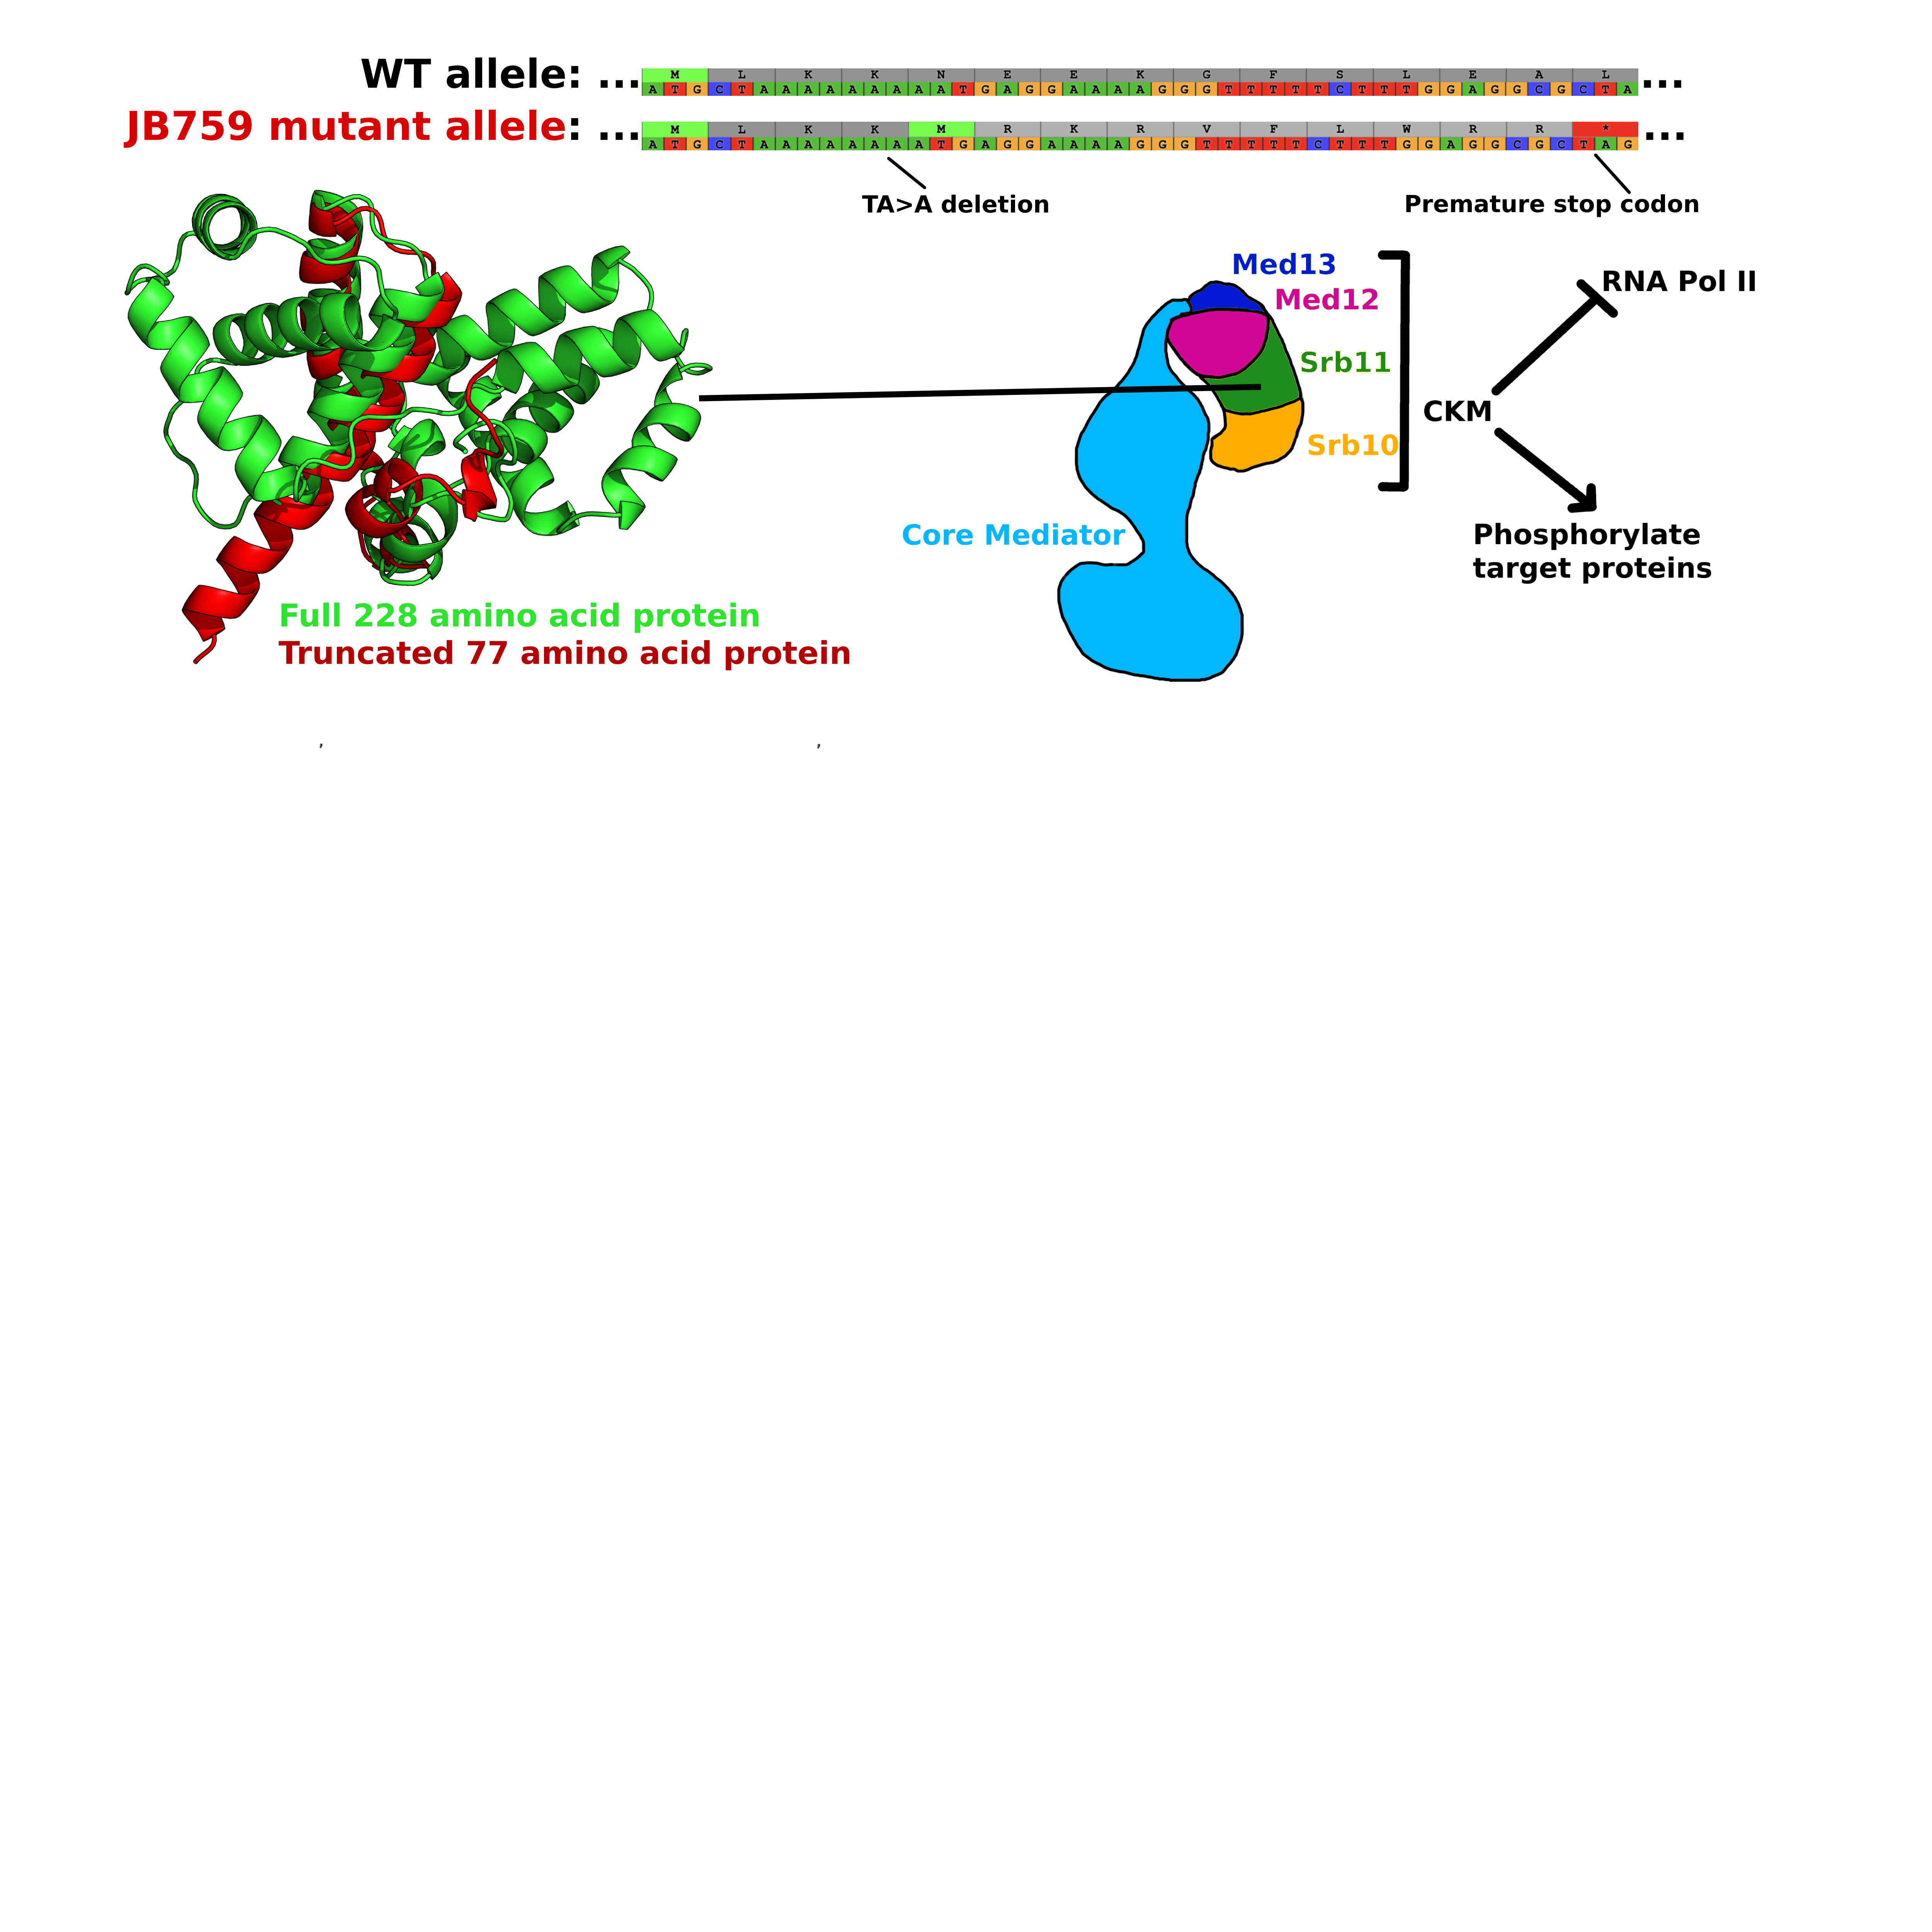 WT allele: ...
M L K K N E E K G F S L E A L
A T G C T A A A A A A A A A T G A G G A A A A G G G T T T T T C T T T G G A G G C G C T A ...
JB759 mutant allele: ...
M L K K M R K R V F L W R R *
A T G C T A A A A A A A A T G A G G A A A A G G G T T T T T C T T T G G A G G C G C T A G ...
TA>A deletion
Premature stop codon
Med13
Med12
Srb11
Srb10
CKM
RNA Pol II
Core Mediator
Phosphorylate
target proteins
Full 228 amino acid protein
Truncated 77 amino acid protein